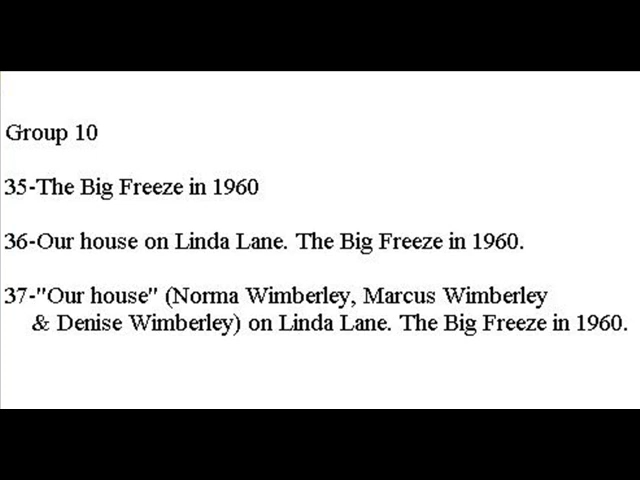 Group 10
35-The Big Freeze in 1960
36-Our house on Linda Lane. The Big Freeze in 1960.
37-"Our house" (Norma Wimberley, Marcus Wimberley
& Denise Wimberley) on Linda Lane. The Big Freeze in 1960.